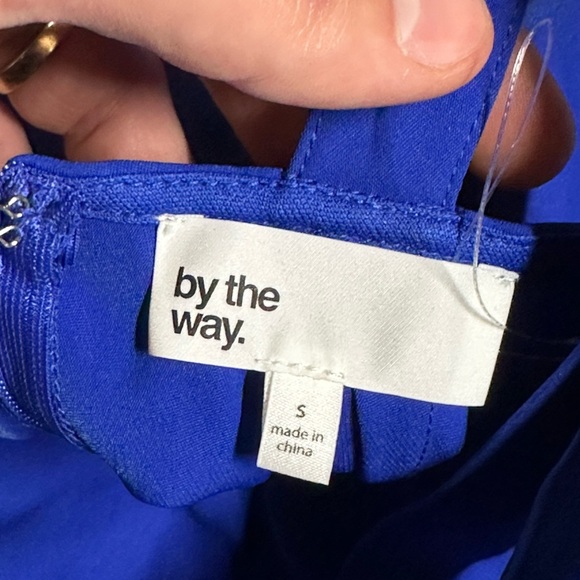 by the
way.
S
made in
china